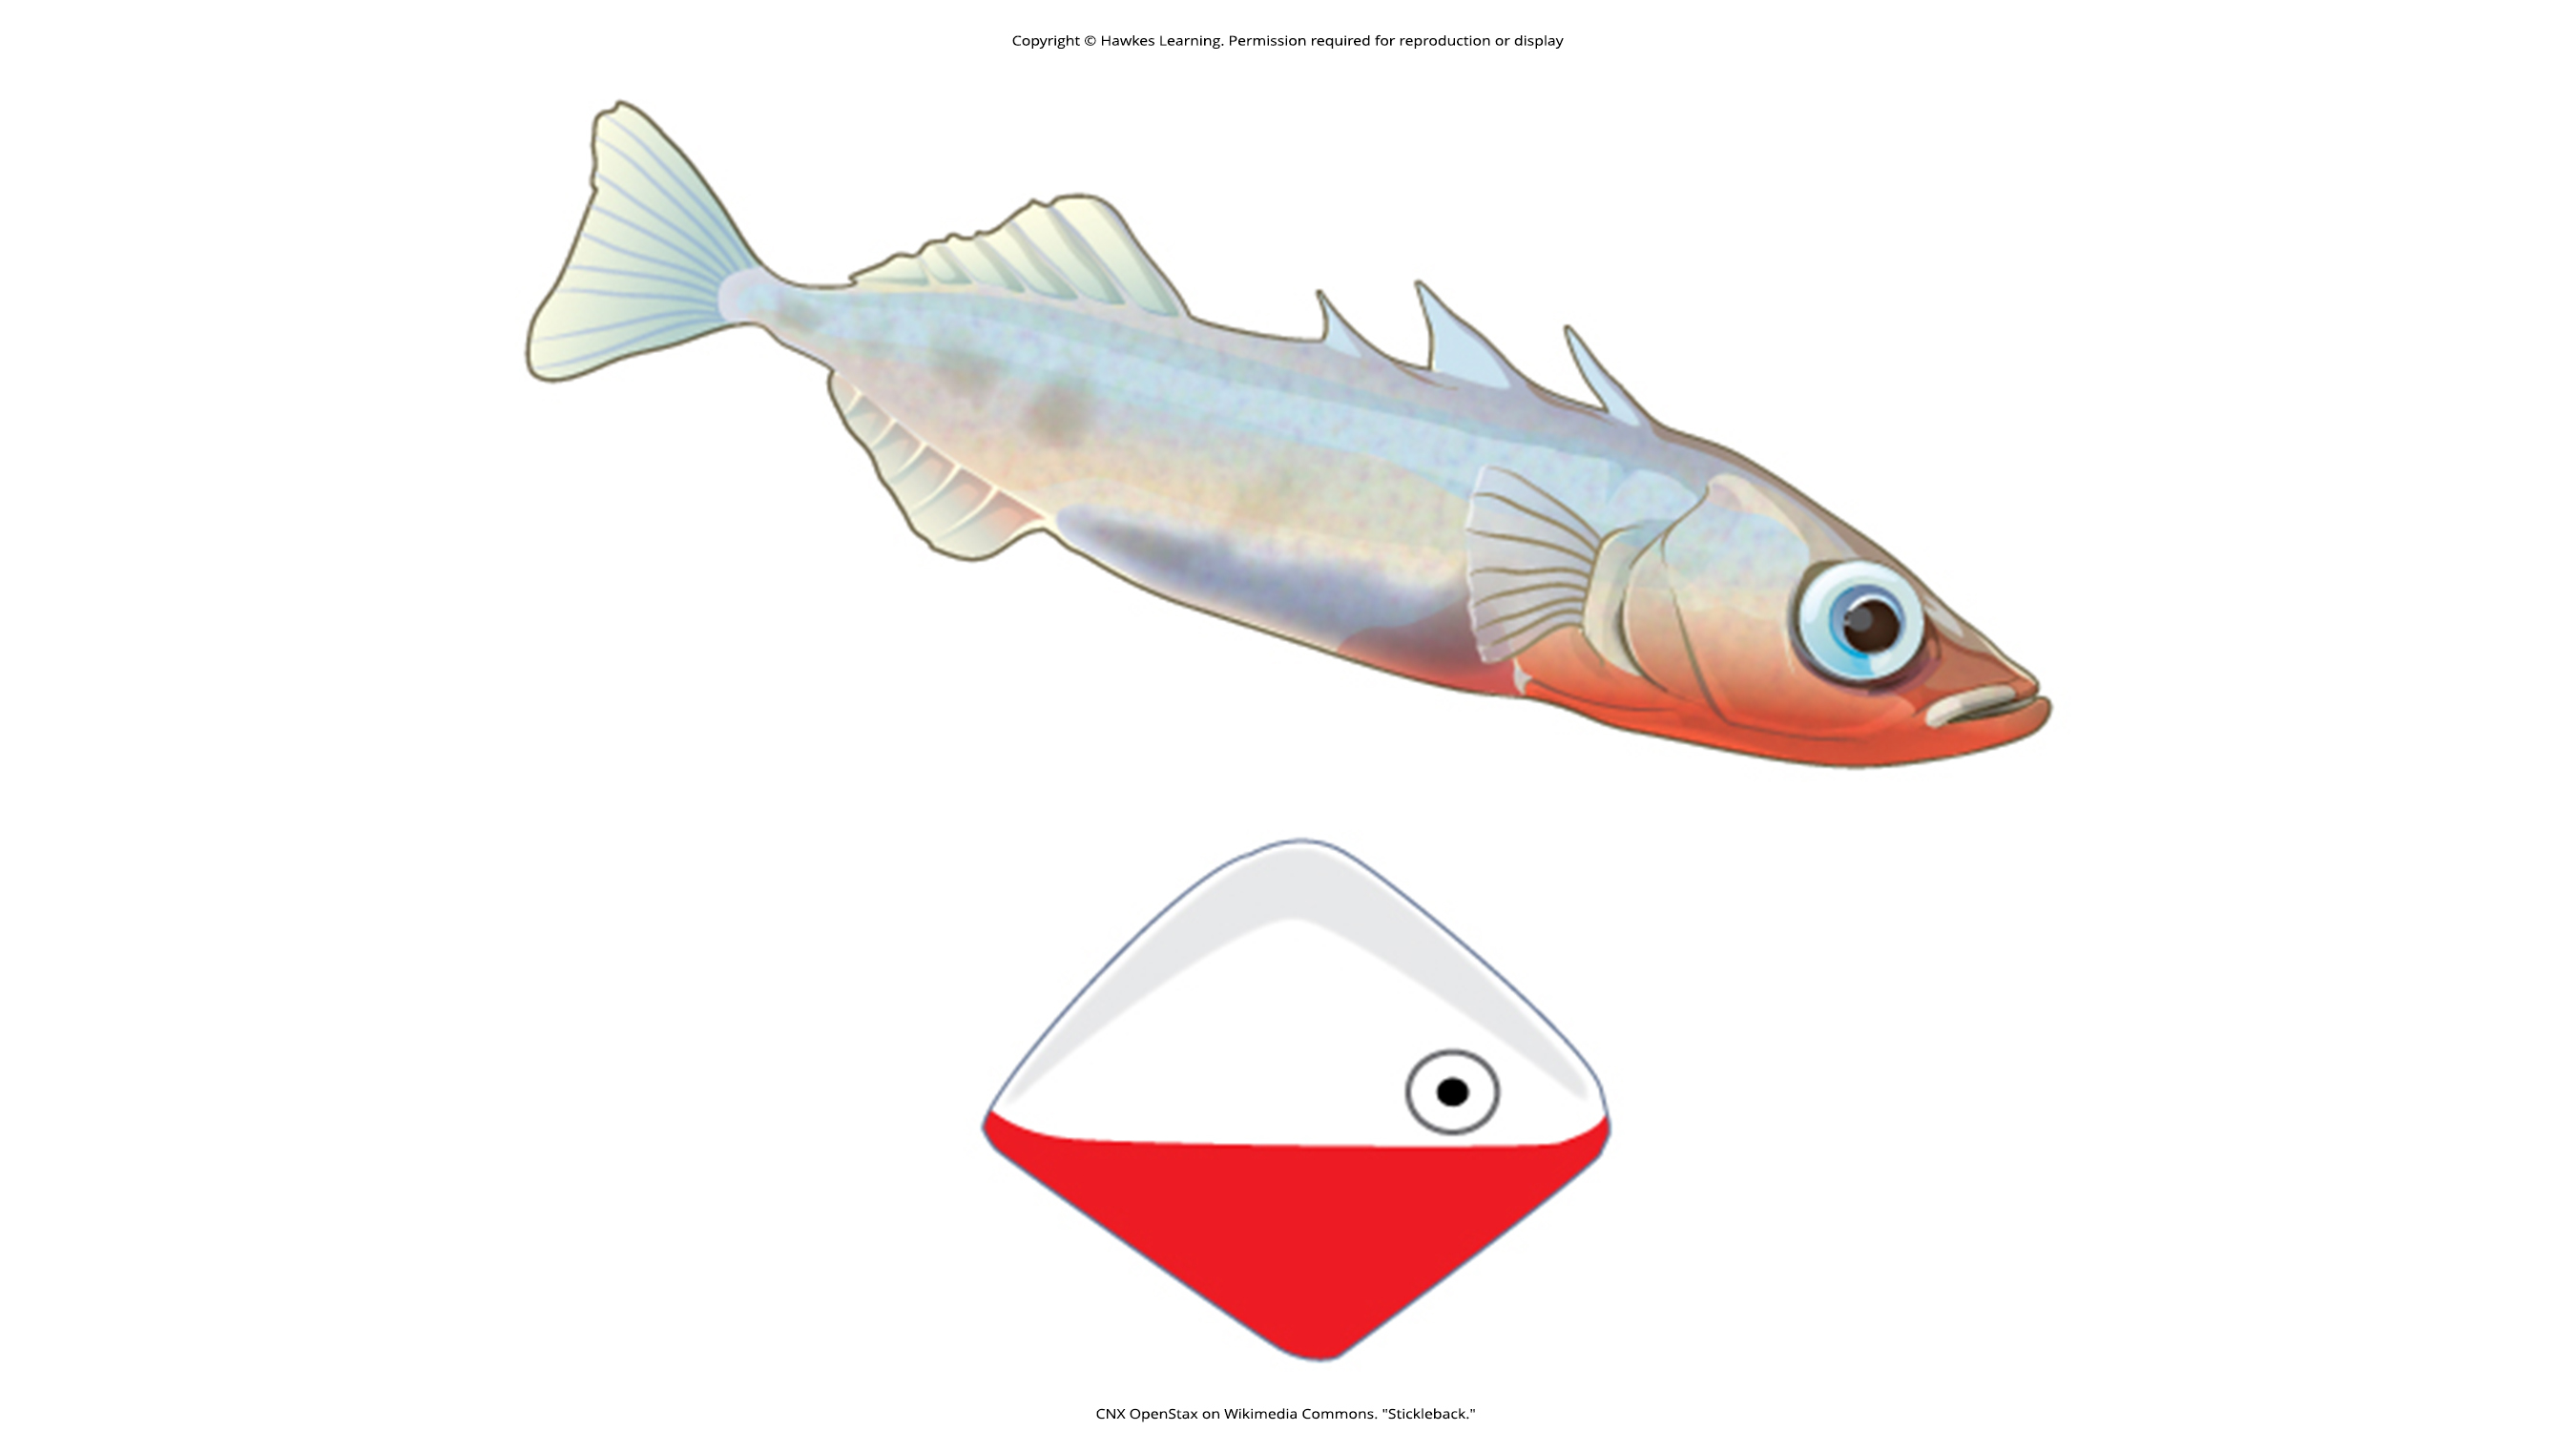 Copyright © Hawkes Learning. Permission required for reproduction or display
CNX OpenStax on Wikimedia Commons. "Stickleback."